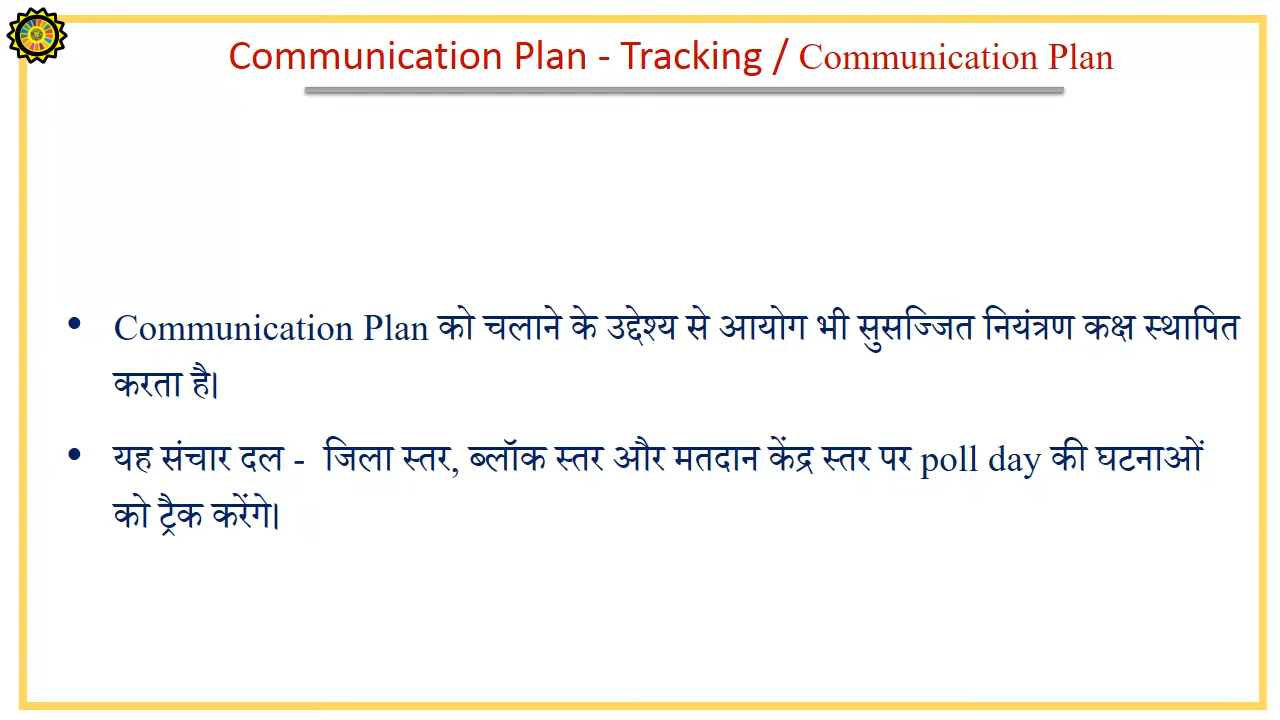 Communication Plan - Tracking / Communication Plan
• Communication Plan को चलाने के उद्देश्य से आयोग भी सुसज्जित नियंत्रण कक्ष स्थापित
करता है।
• यह संचार दल - जिला स्तर, ब्लॉक स्तर और मतदान केंद्र स्तर पर poll day की घटनाओं
को ट्रैक करेंगे।